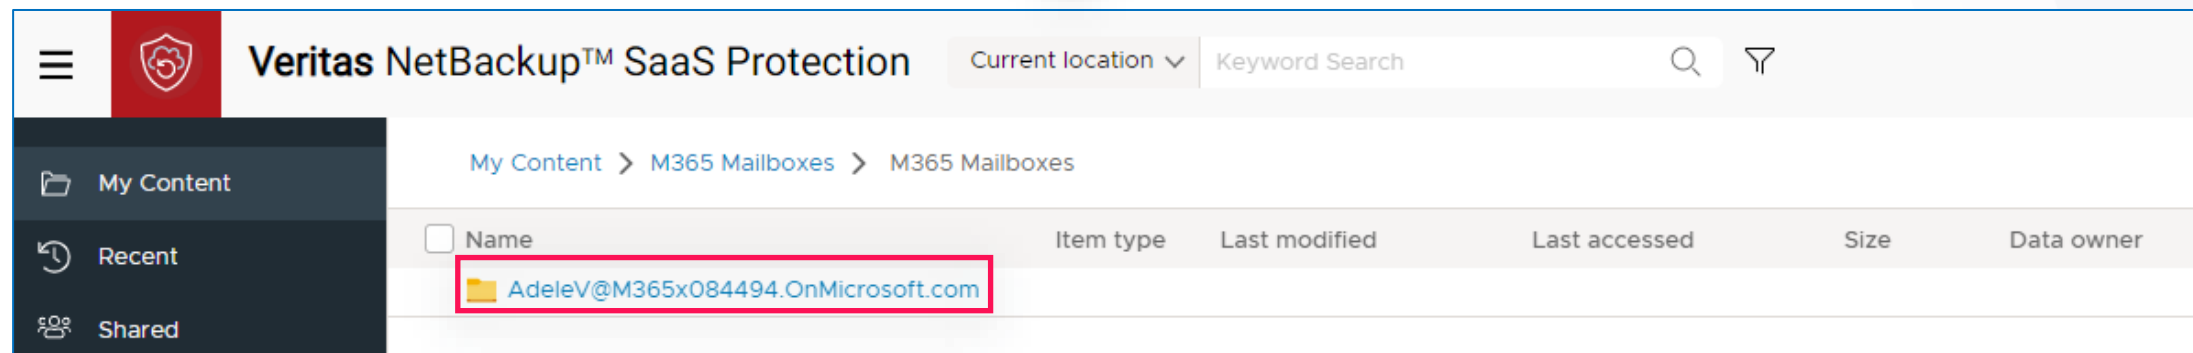 Veritas NetBackup™ SaaS Protection
Current location
Keyword Search
My Content
Recent
Shared
My Content > M365 Mailboxes > M365 Mailboxes
Name Item type Last modified Last accessed Size Data owner
AdeleV@M365x084494.OnMicrosoft.com